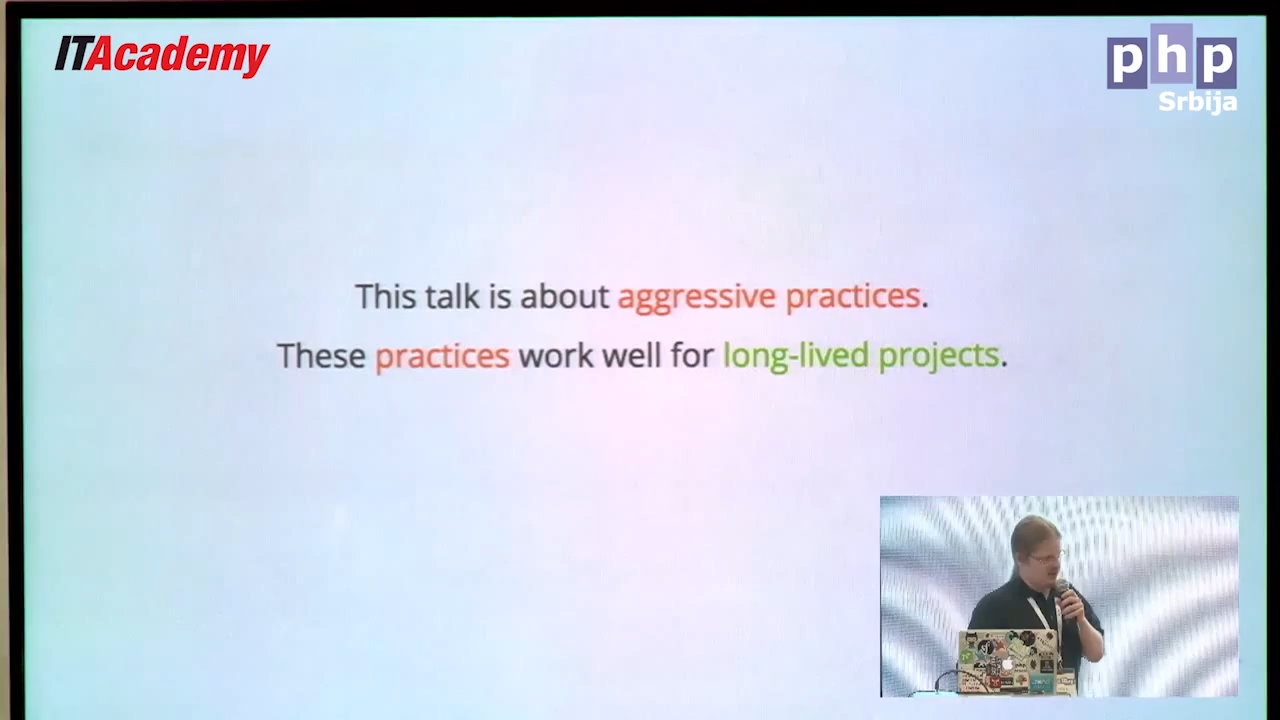 ITAcademy
php
Srbija
This talk is about aggressive practices.
These practices work well for long-lived projects.